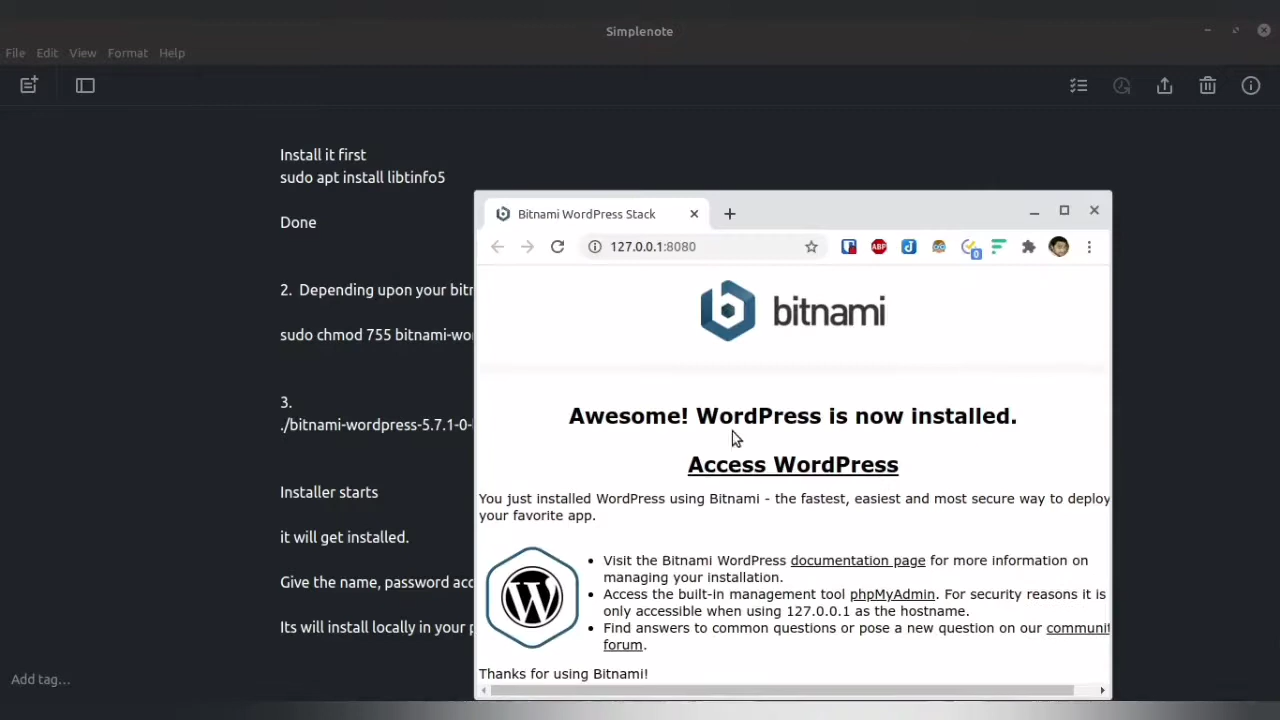 Simplenote
File Edit View Format Help
Install it first
sudo apt install libtinfo5
Done
2. Depending upon your bitn
sudo chmod 755 bitnami-wo
3.
./bitnami-wordpress-5.7.1-0-
Installer starts
it will get installed.
Give the name, password acc
Its will install locally in your p
Add tag...
Bitnami WordPress Stack
127.0.0.1:8080
ABP
J
0
bitnami
Awesome! WordPress is now installed.
Access WordPress
You just installed WordPress using Bitnami - the fastest, easiest and most secure way to deploy
your favorite app.
• Visit the Bitnami WordPress documentation page for more information on
managing your installation.
• Access the built-in management tool phpMyAdmin. For security reasons it is
only accessible when using 127.0.0.1 as the hostname.
• Find answers to common questions or pose a new question on our communit
forum.
Thanks for using Bitnami!